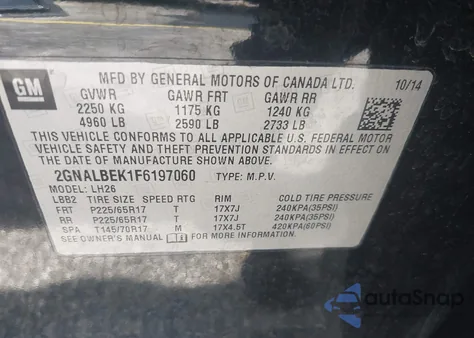 GM
MFD BY GENERAL MOTORS OF CANADA LTD. 10/14
GVWR GAWR FRT GAWR RR
2250 KG 1175 KG 1240 KG
4960 LB 2590 LB 2733 LB
THIS VEHICLE CONFORMS TO ALL APPLICABLE U.S. FEDERAL MOTOR
VEHICLE SAFETY AND THEFT PREVENTION STANDARDS IN EFFECT ON
THE DATE OF MANUFACTURE SHOWN ABOVE.
2GNALBEK1F6197060 TYPE: M.P.V.
MODEL: LH26
LBB2 TIRE SIZE SPEED RTG RIM COLD TIRE PRESSURE
FRT P225/65R17 T 17X7J 240KPA(35PSI)
RR P225/65R17 T 17X7J 240KPA(35PSI)
SPA T145/70R17 M 17X4.5T 420KPA(60PSI)
SEE OWNER'S MANUAL FOR ADDITIONAL INFORMATION
autoSnap